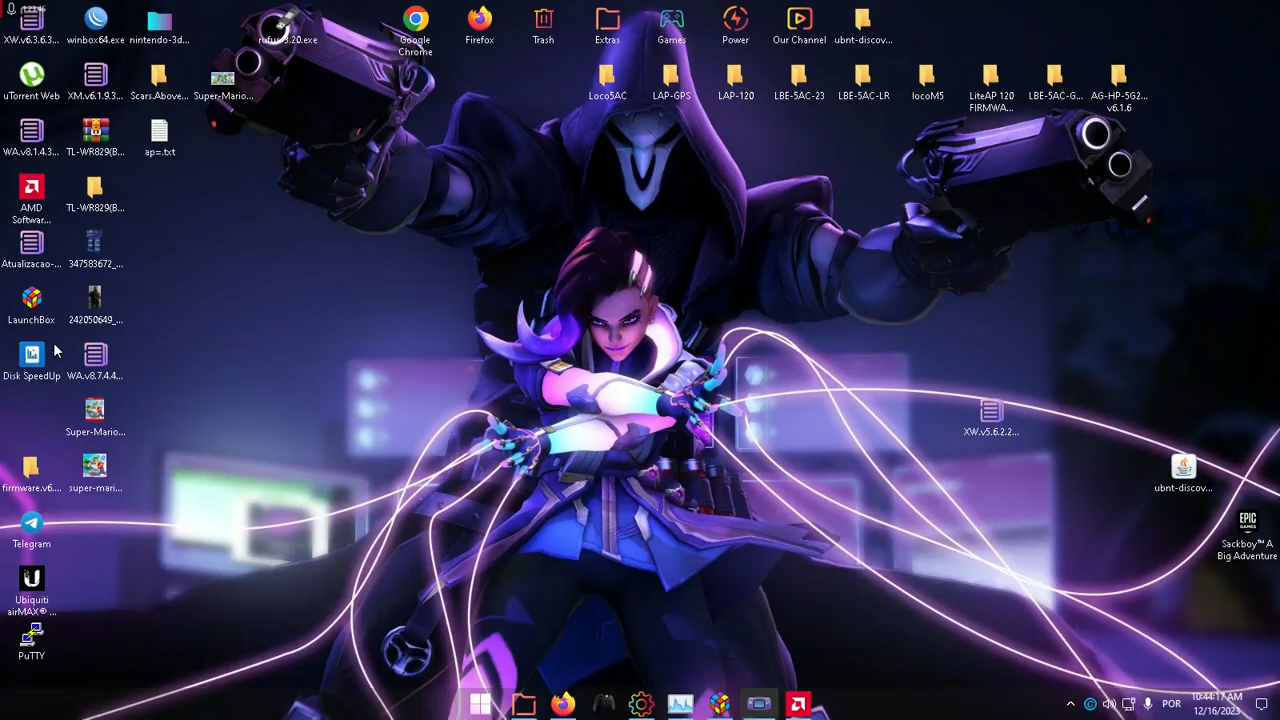 XW.v6.3.6.3...
winbox64.exe
nintendo-3d...
rufus-3.20.exe
Google
Chrome
Firefox
Trash
Extras
Games
Power
Our Channel
ubnt-discov...
uTorrent Web
XM.v6.1.9.3...
Scars.Above...
Super-Mario...
Loco5AC
LAP-GPS
LAP-120
LBE-5AC-23
LBE-5AC-LR
locoM5
LiteAP 120
FIRMWA...
LBE-5AC-G...
AG-HP-5G2...
v6.1.6
WA.v8.1.4.3...
TL-WR829(B...
ap=.txt
AMD
Softwar...
TL-WR829(B...
Atualizacao-...
347583672_...
LaunchBox
242050649_...
Disk SpeedUp
WA.v8.7.4.4...
Super-Mario...
XW.v5.6.2.2...
firmware.v6...
super-mari...
ubnt-discov...
Telegram
EPIC
GAMES
Sackboy™ A
Big Adventure
Ubiquiti
airMAX® ...
PuTTY
POR
10:44:17 AM
12/16/2023